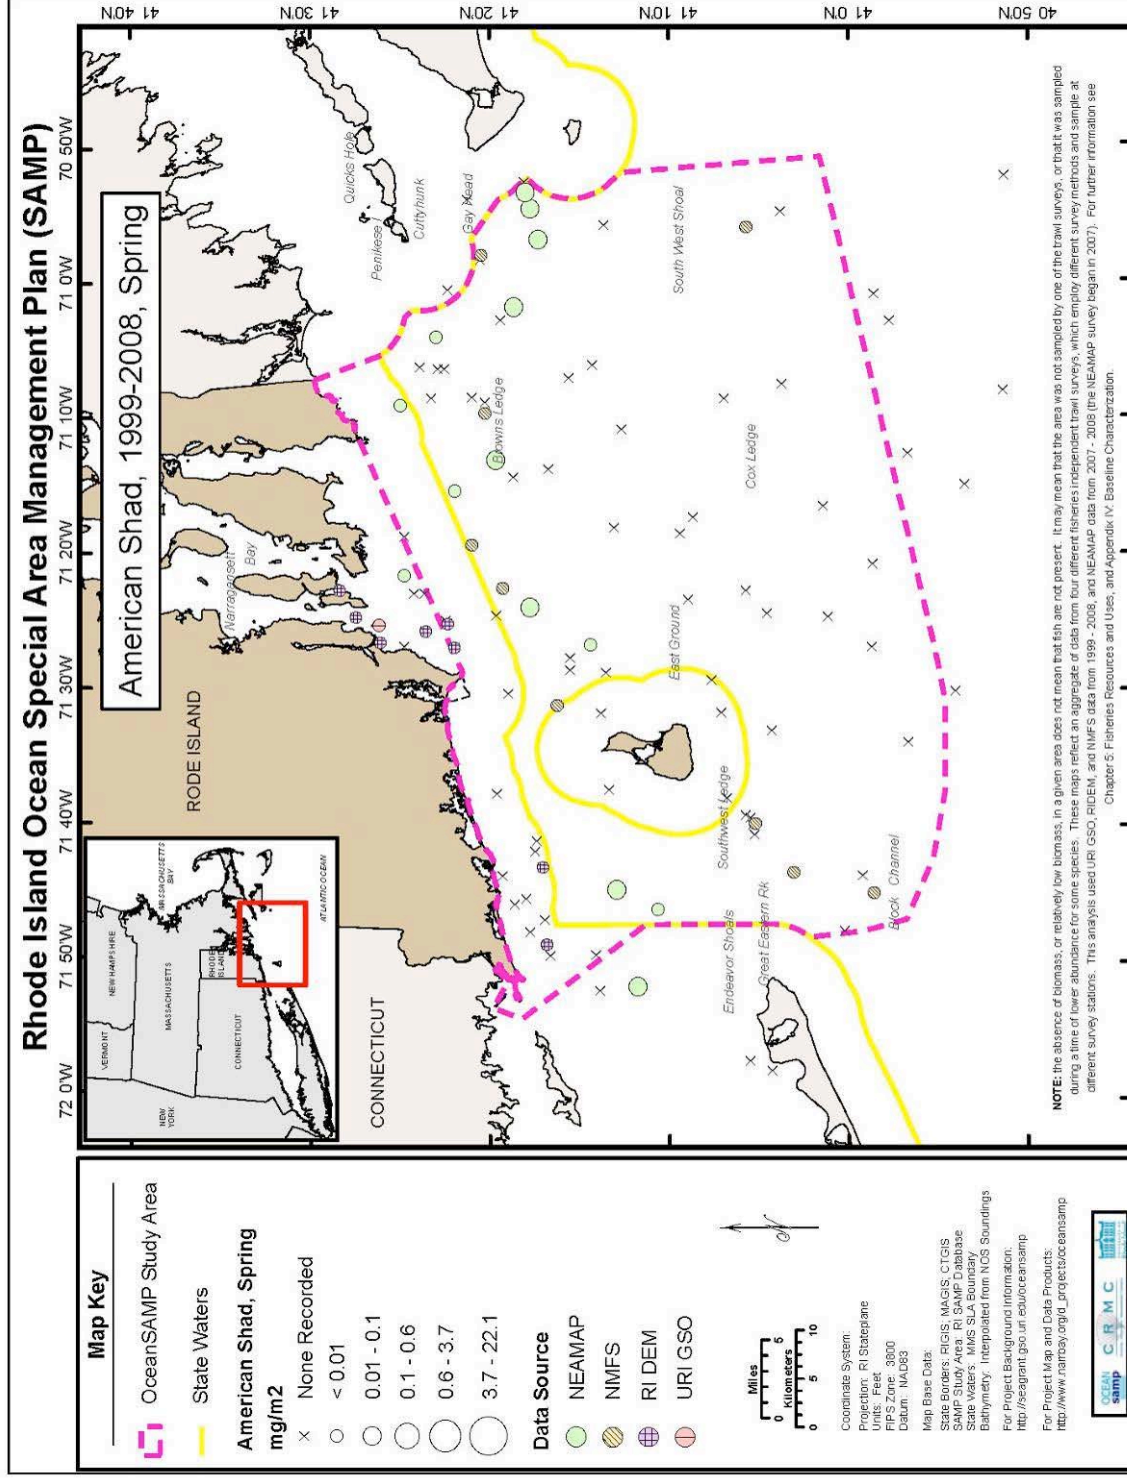 Rhode Island Ocean Special Area Management Plan (SAMP)
American Shad, 1999-2008, Spring
72 0'W
71 50'W
71 40'W
71 30'W
71 20'W
71 10'W
71 0'W
70 50'W
41 40'N
41 30'N
41 20'N
41 10'N
41 0'N
40 50'N
NEW YORK
VERMONT
NEW HAMPSHIRE
MASSACHUSETTS
CONNECTICUT
RHODE ISLAND
MASSACHUSETTS BAY
ATLANTIC OCEAN
CONNECTICUT
RODE ISLAND
Narragansett Bay
Quicks Hole
Penikese
Cuttyhunk
Gay Head
Browns Ledge
South West Shoal
East Ground
Cox Ledge
Southwest Ledge
Endeavor Shoals
Great Eastern Rk
Block Channel
NOTE: the absence of biomass, or relatively low biomass, in a given area does not mean that fish are not present. It may mean that the area was not sampled by one of the trawl surveys, or that it was sampled
during a time of lower abundance for some species. These maps reflect an aggregate of data from four different fisheries independent trawl surveys, which employ different survey methods and sample at
different survey stations. This analysis used URI GSO, RIDEM, and NMFS data from 1999 - 2008, and NEAMAP data from 2007 - 2008 (the NEAMAP survey began in 2007). For further information see
Chapter 5: Fisheries Resources and Uses, and Appendix IV: Baseline Characterization.
Map Key
OceanSAMP Study Area
State Waters
American Shad, Spring
mg/m2
None Recorded
< 0.01
0.01 - 0.1
0.1 - 0.6
0.6 - 3.7
3.7 - 22.1
Data Source
NEAMAP
NMFS
RI DEM
URI GSO
Miles
0 5
Kilometers
0 5 10
N
Coordinate System:
Projection: RI Stateplane
Units: Feet
FIPS Zone: 3800
Datum: NAD83
Map Base Data:
State Borders: RIGIS, MAGIS, CTGIS
SAMP Study Area: RI SAMP Database
State Waters: MMS SLA Boundary
Bathymetry: Interpolated from NOS Soundings
For Project Background Information:
http://seagrant.gso.uri.edu/oceansamp
For Project Map and Data Products:
http://www.narrbay.org/d_projects/oceansamp
OCEAN samp
C R M C